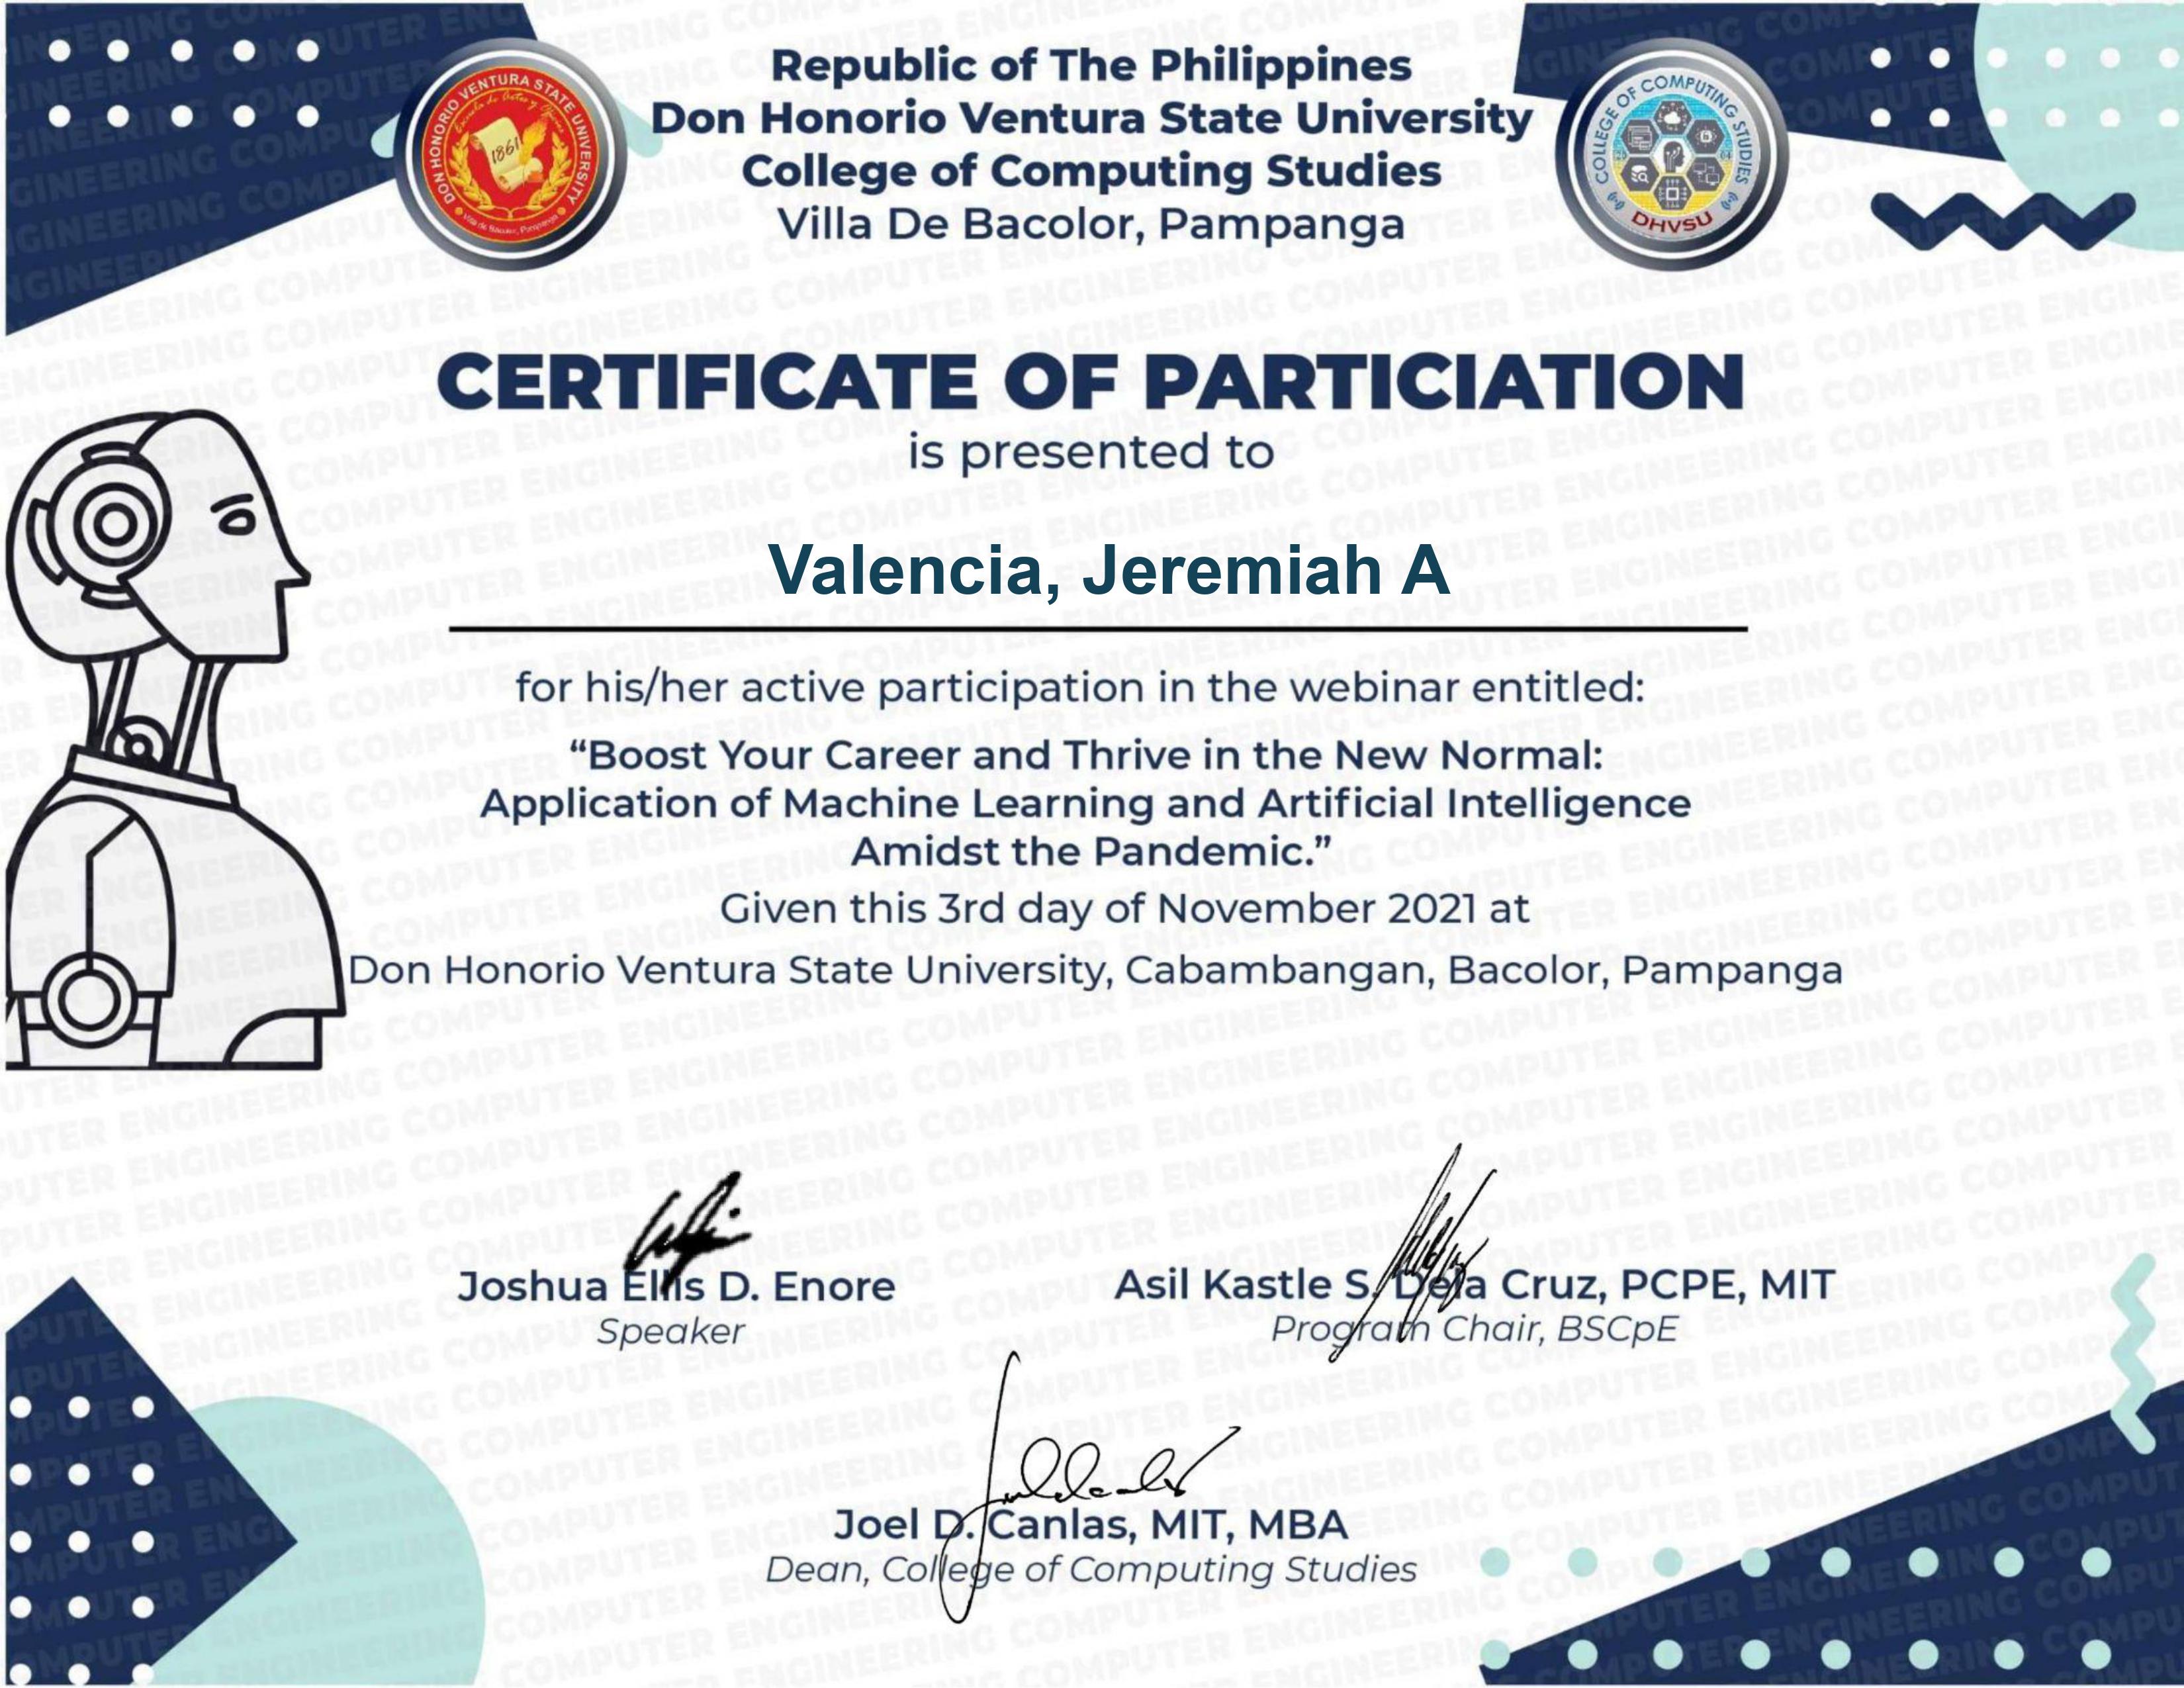 Republic of The Philippines
Don Honorio Ventura State University
College of Computing Studies
Villa De Bacolor, Pampanga
DON HONORIO VENTURA STATE UNIVERSITY
1861
Villa de Bacolor, Pampanga
COLLEGE OF COMPUTING STUDIES
DHVSU
CERTIFICATE OF PARTICIATION
is presented to
Valencia, Jeremiah A
for his/her active participation in the webinar entitled:
“Boost Your Career and Thrive in the New Normal:
Application of Machine Learning and Artificial Intelligence
Amidst the Pandemic.”
Given this 3rd day of November 2021 at
Don Honorio Ventura State University, Cabambangan, Bacolor, Pampanga
Joshua Ellis D. Enore
Speaker
Asil Kastle S. Dela Cruz, PCPE, MIT
Program Chair, BSCpE
Joel D. Canlas, MIT, MBA
Dean, College of Computing Studies
COMPUTER ENGINEERING